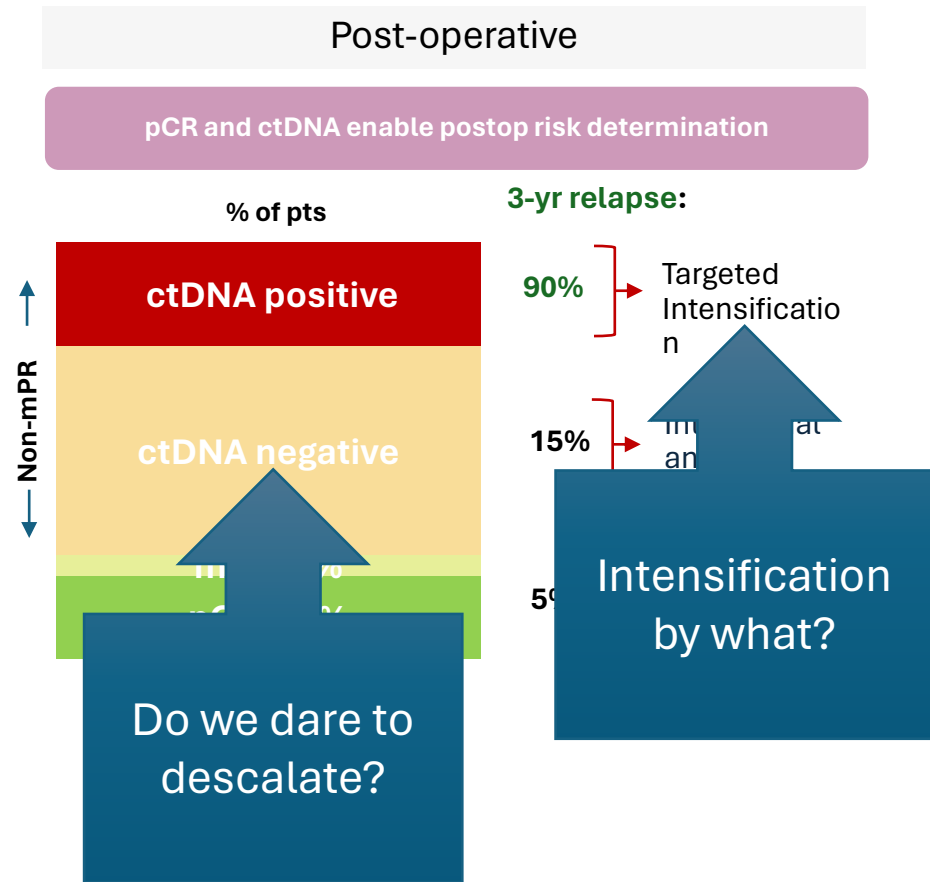 Post-operative
pCR and ctDNA enable postop risk determination
% of pts
3-yr relapse:
ctDNA positive
90%
Targeted
Intensificatio
n
Non-mPR
ctDNA negative
15%
an
%
%
Intensification
by what?
Do we dare to
descalate?